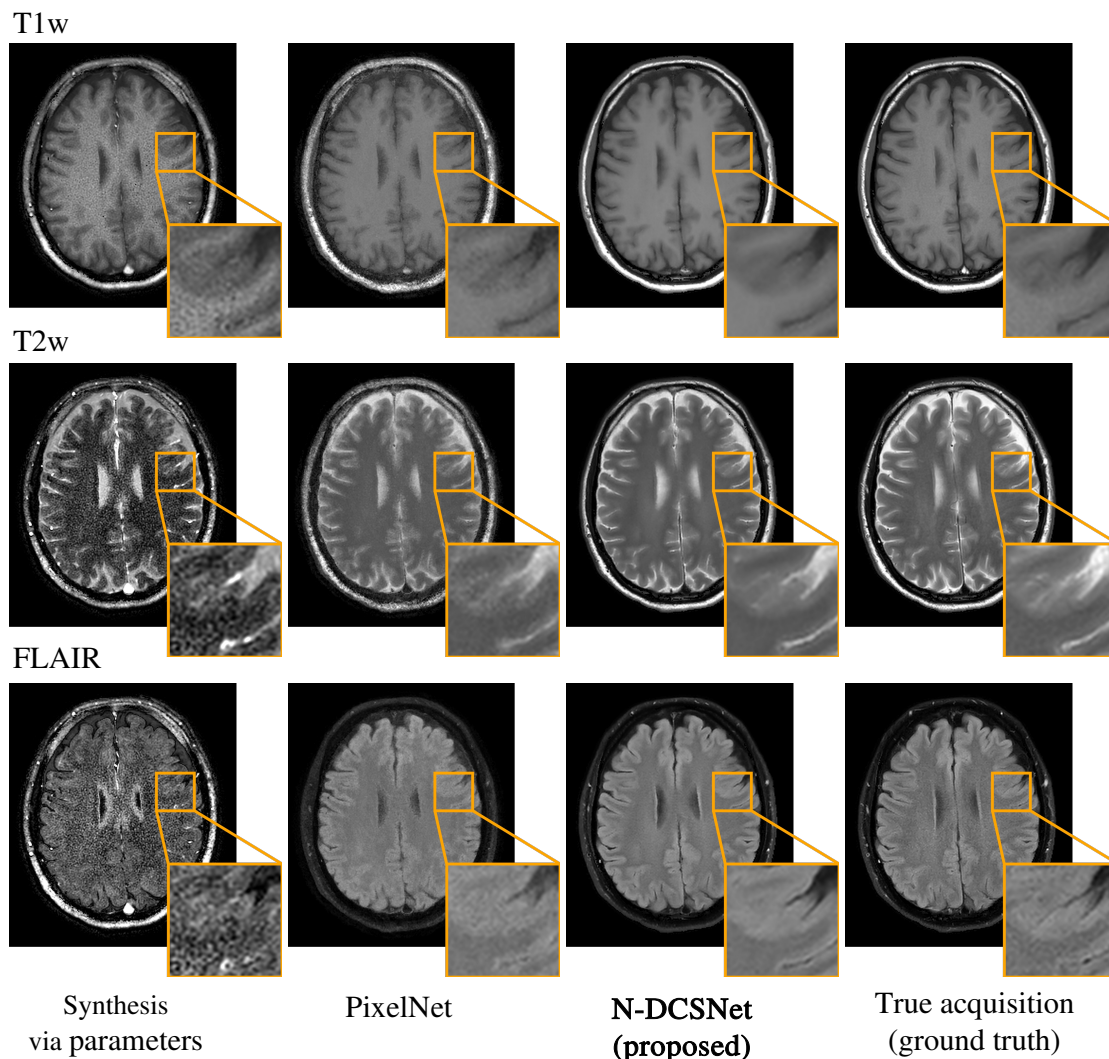 T1w
T2w
FLAIR
Synthesis
via parameters
PixelNet
N-DCSNet
(proposed)
True acquisition
(ground truth)